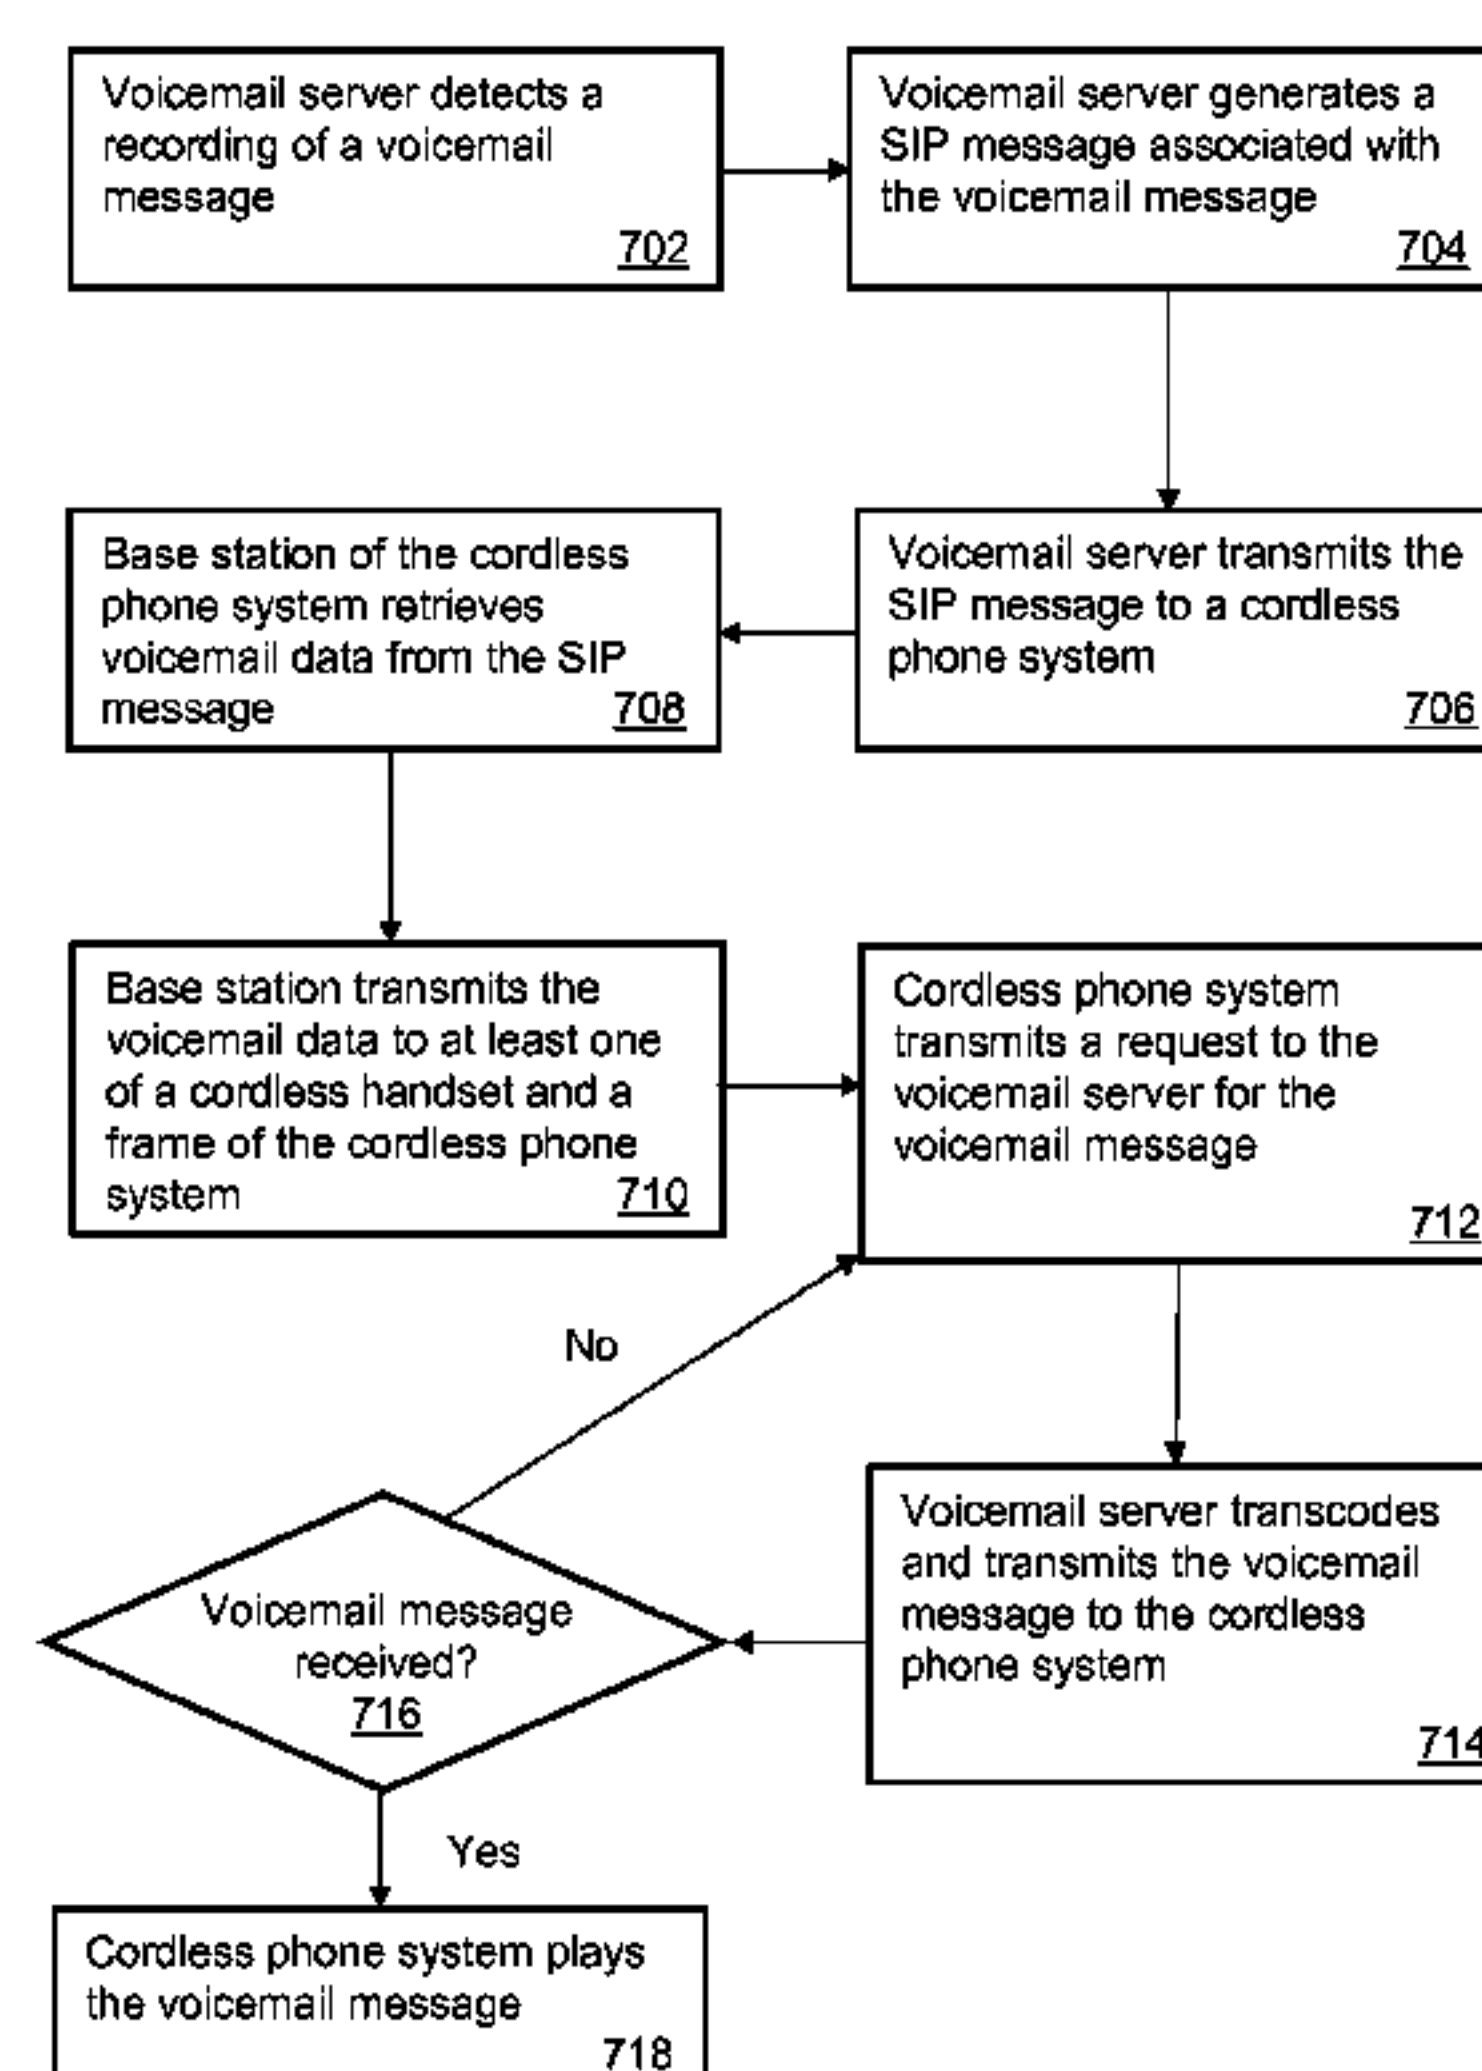 Voicemail server detects a
recording of a voicemail
message
702
Voicemail server generates a
SIP message associated with
the voicemail message
704
Voicemail server transmits the
SIP message to a cordless
phone system
706
Base station of the cordless
phone system retrieves
voicemail data from the SIP
message
708
Base station transmits the
voicemail data to at least one
of a cordless handset and a
frame of the cordless phone
system
710
Cordless phone system
transmits a request to the
voicemail server for the
voicemail message
712
Voicemail server transcodes
and transmits the voicemail
message to the cordless
phone system
714
Voicemail message
received?
716
No
Yes
Cordless phone system plays
the voicemail message
718